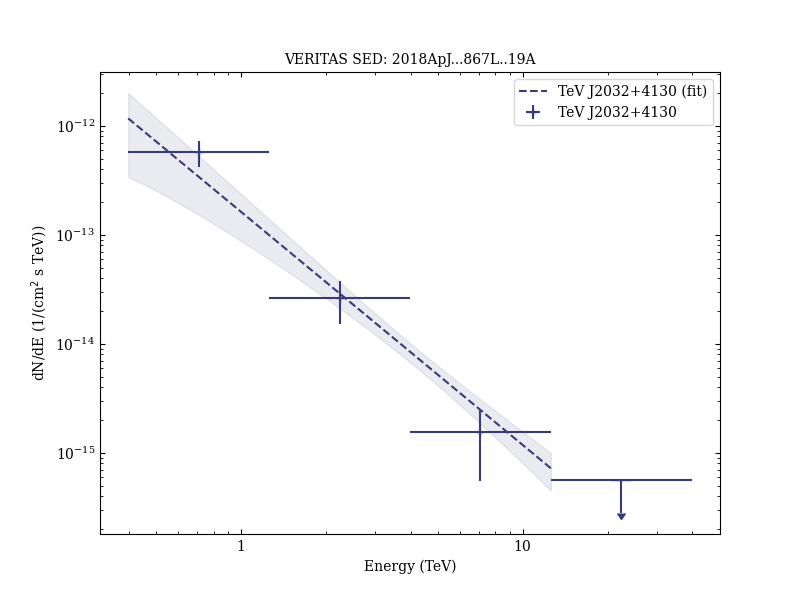 VERITAS SED: 2018ApJ...867L..19A
TeV J2032+4130 (fit)
TeV J2032+4130
10⁻¹²
10⁻¹³
10⁻¹⁴
10⁻¹⁵
dN/dE (1/(cm² s TeV))
1
10
Energy (TeV)